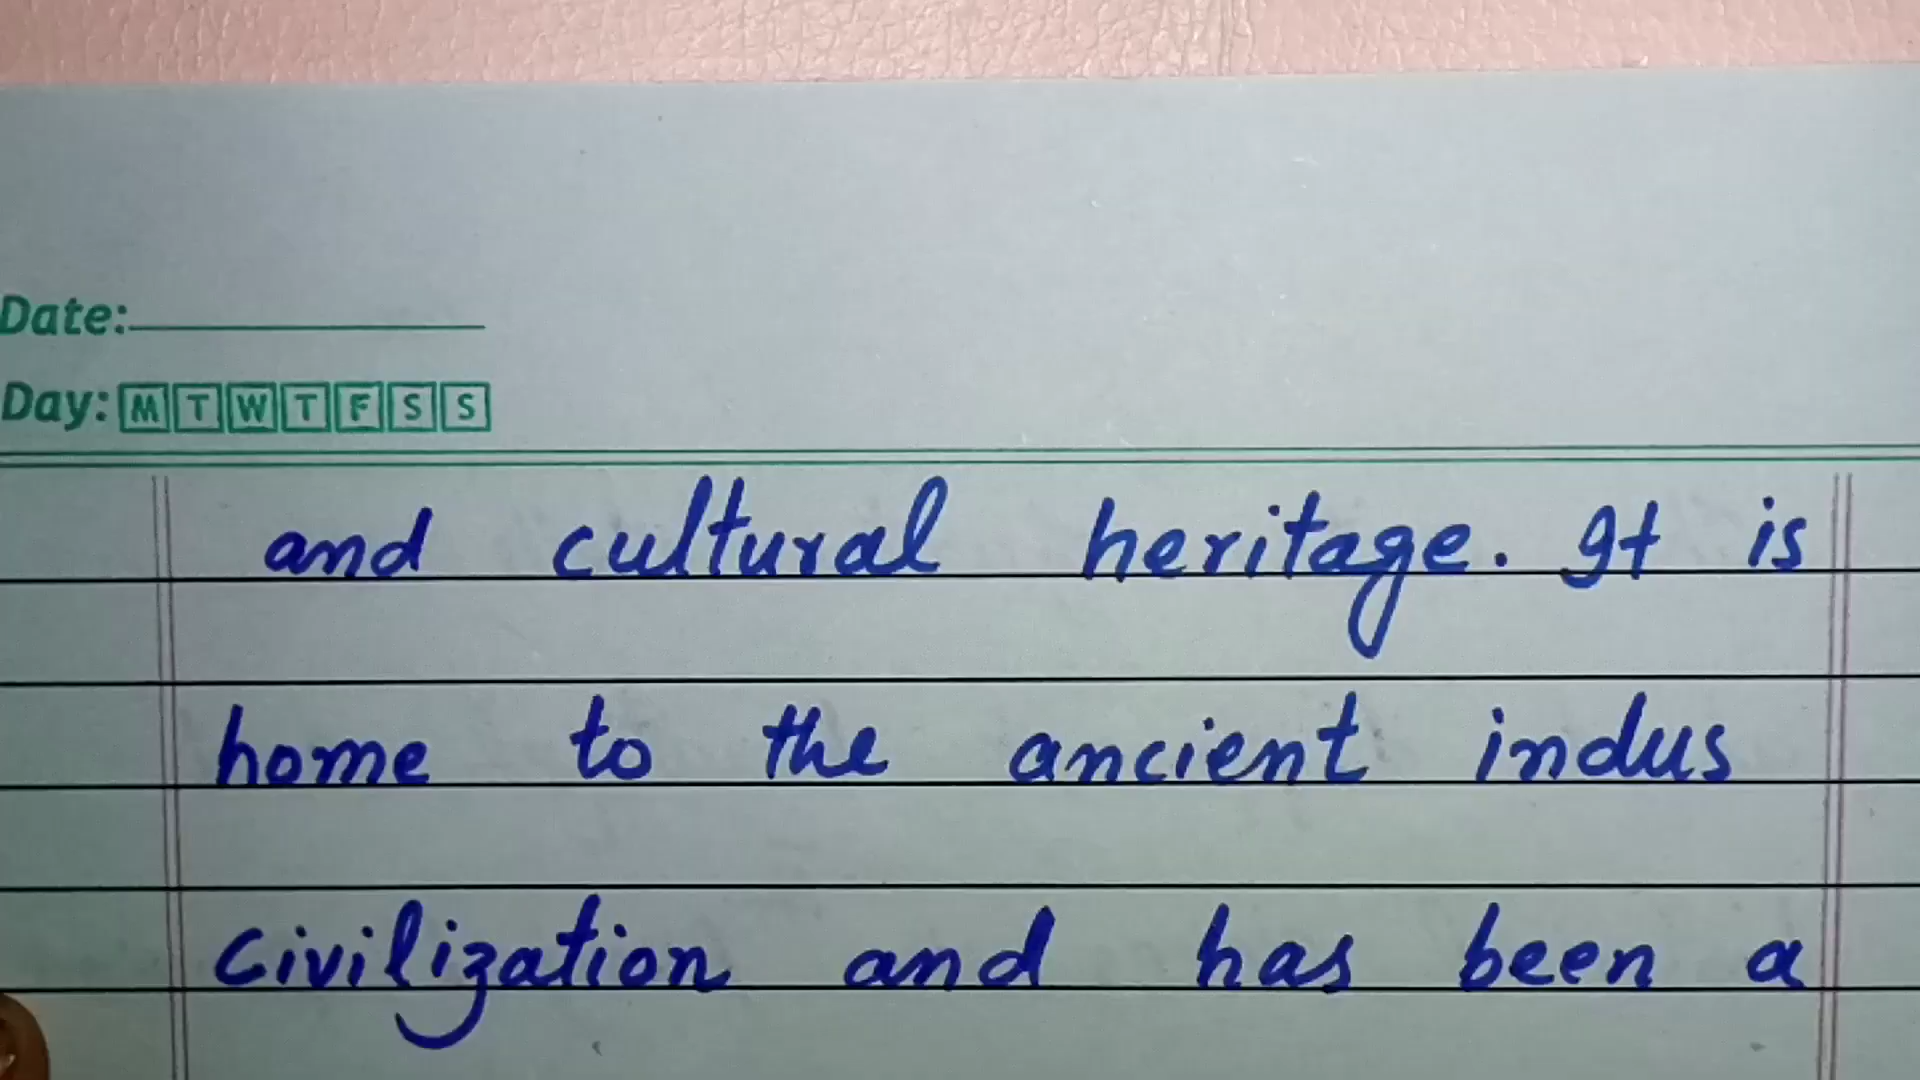 Date:
Day: M T W T F S S
and cultural heritage. It is
home to the ancient indus
civilization and has been a